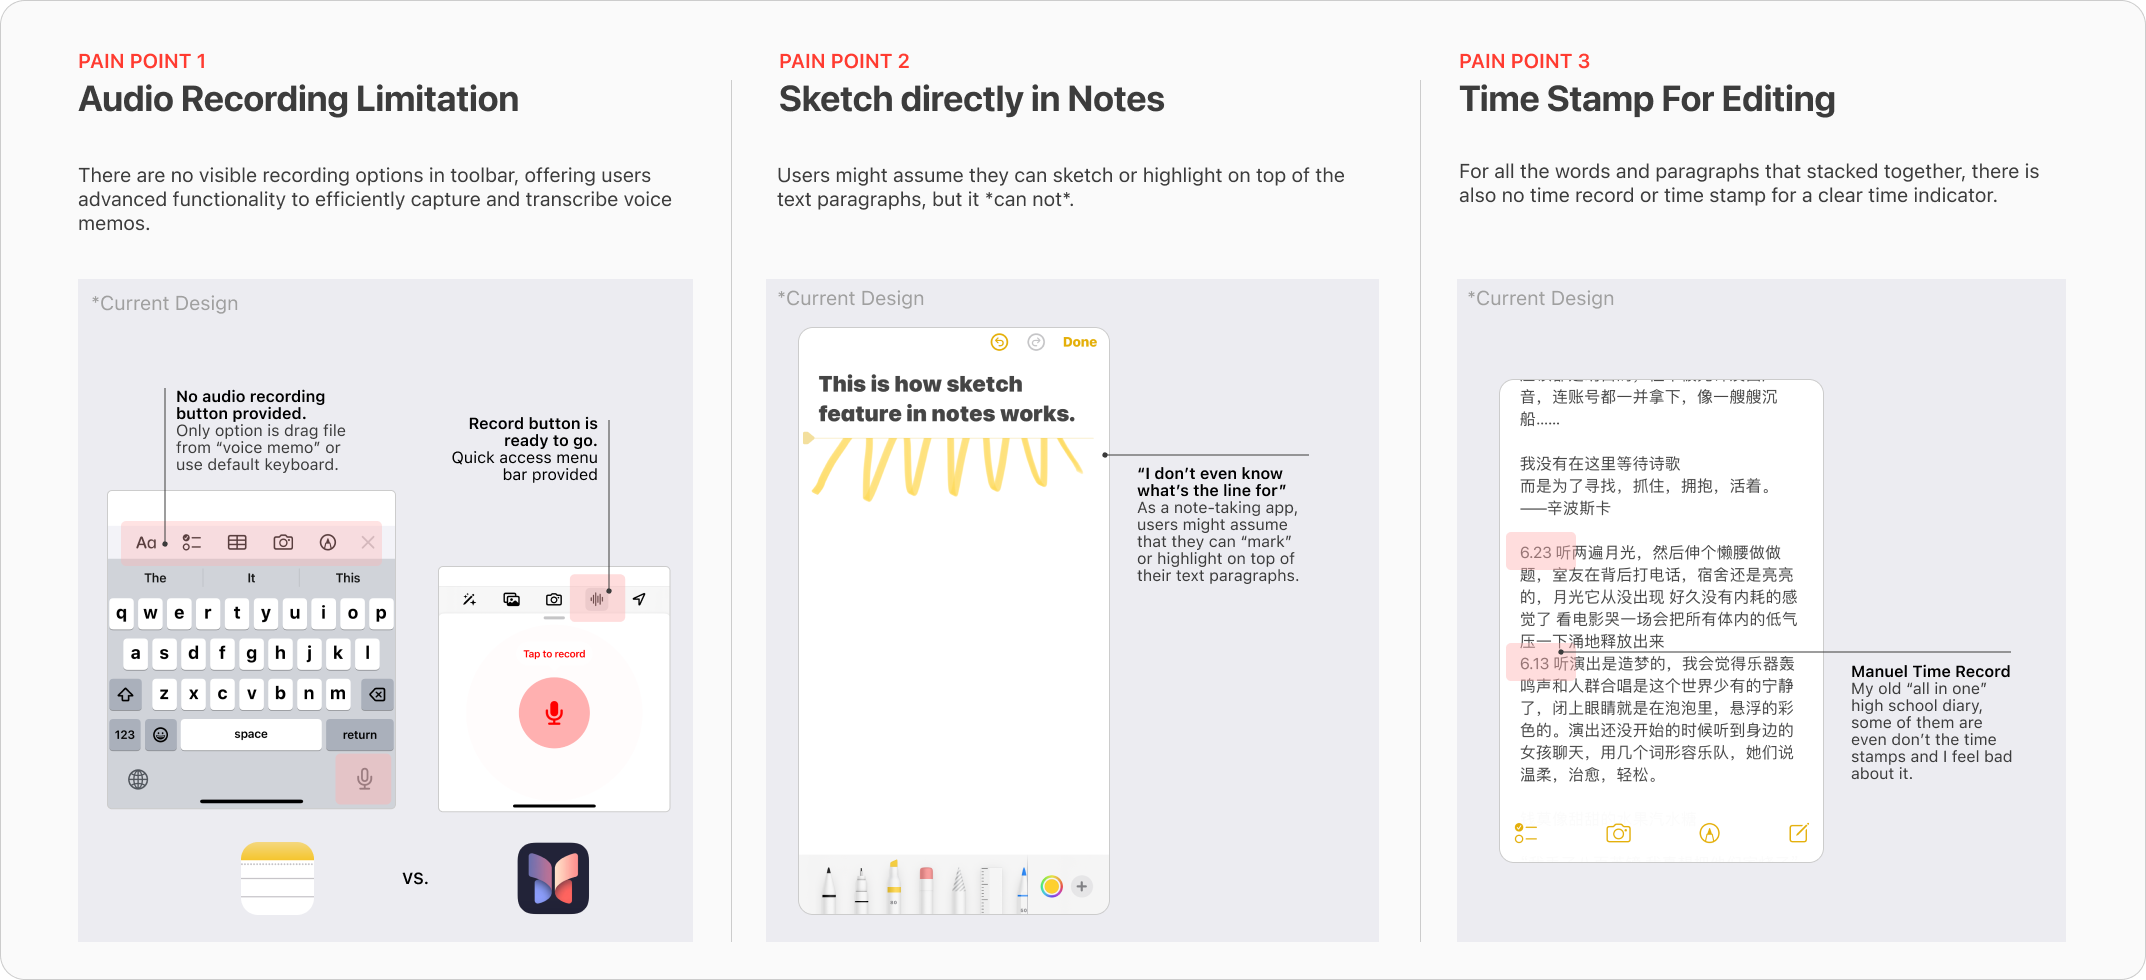 PAIN POINT 1
Audio Recording Limitation
There are no visible recording options in toolbar, offering users
advanced functionality to efficiently capture and transcribe voice
memos.
*Current Design
No audio recording
button provided.
Only option is drag file
from “voice memo” or
use default keyboard.
Record button is
ready to go.
Quick access menu
bar provided
Aa
The It This
q w e r t y u i o p
a s d f g h j k l
z x c v b n m
123 space return
Tap to record
vs.
PAIN POINT 2
Sketch directly in Notes
Users might assume they can sketch or highlight on top of the
text paragraphs, but it *can not*.
*Current Design
Done
This is how sketch
feature in notes works.
“I don’t even know
what’s the line for”
As a note-taking app,
users might assume
that they can “mark”
or highlight on top of
their text paragraphs.
80
PAIN POINT 3
Time Stamp For Editing
For all the words and paragraphs that stacked together, there is
also no time record or time stamp for a clear time indicator.
*Current Design
音，连账号都一并拿下，像一艘艘沉
船......
我没有在这里等待诗歌
而是为了寻找，抓住，拥抱，活着。
——辛波斯卡
6.23 听两遍月光，然后伸个懒腰做做
题，室友在背后打电话，宿舍还是亮亮
的，月光它从没出现 好久没有内耗的感
觉了 看电影哭一场会把所有体内的低气
压一下涌地释放出来
6.13 听演出是造梦的，我会觉得乐器轰
鸣声和人群合唱是这个世界少有的宁静
了，闭上眼睛就是在泡泡里，悬浮的彩
色的。演出还没开始的时候听到身边的
女孩聊天，用几个词形容乐队，她们说
温柔，治愈，轻松。
Manuel Time Record
My old “all in one”
high school diary,
some of them are
even don’t the time
stamps and I feel bad
about it.